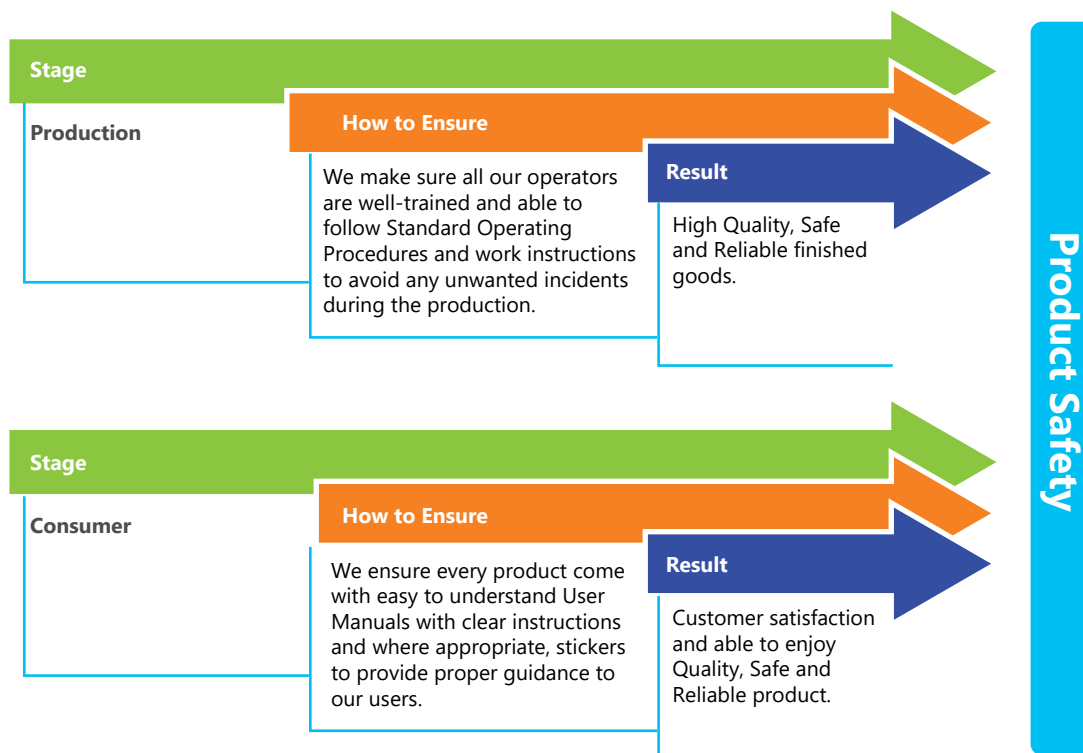 Stage
Production
How to Ensure
We make sure all our operators
are well-trained and able to
follow Standard Operating
Procedures and work instructions
to avoid any unwanted incidents
during the production.
Result
High Quality, Safe
and Reliable finished
goods.
Stage
Consumer
How to Ensure
We ensure every product come
with easy to understand User
Manuals with clear instructions
and where appropriate, stickers
to provide proper guidance to
our users.
Result
Customer satisfaction
and able to enjoy
Quality, Safe and
Reliable product.
Product Safety